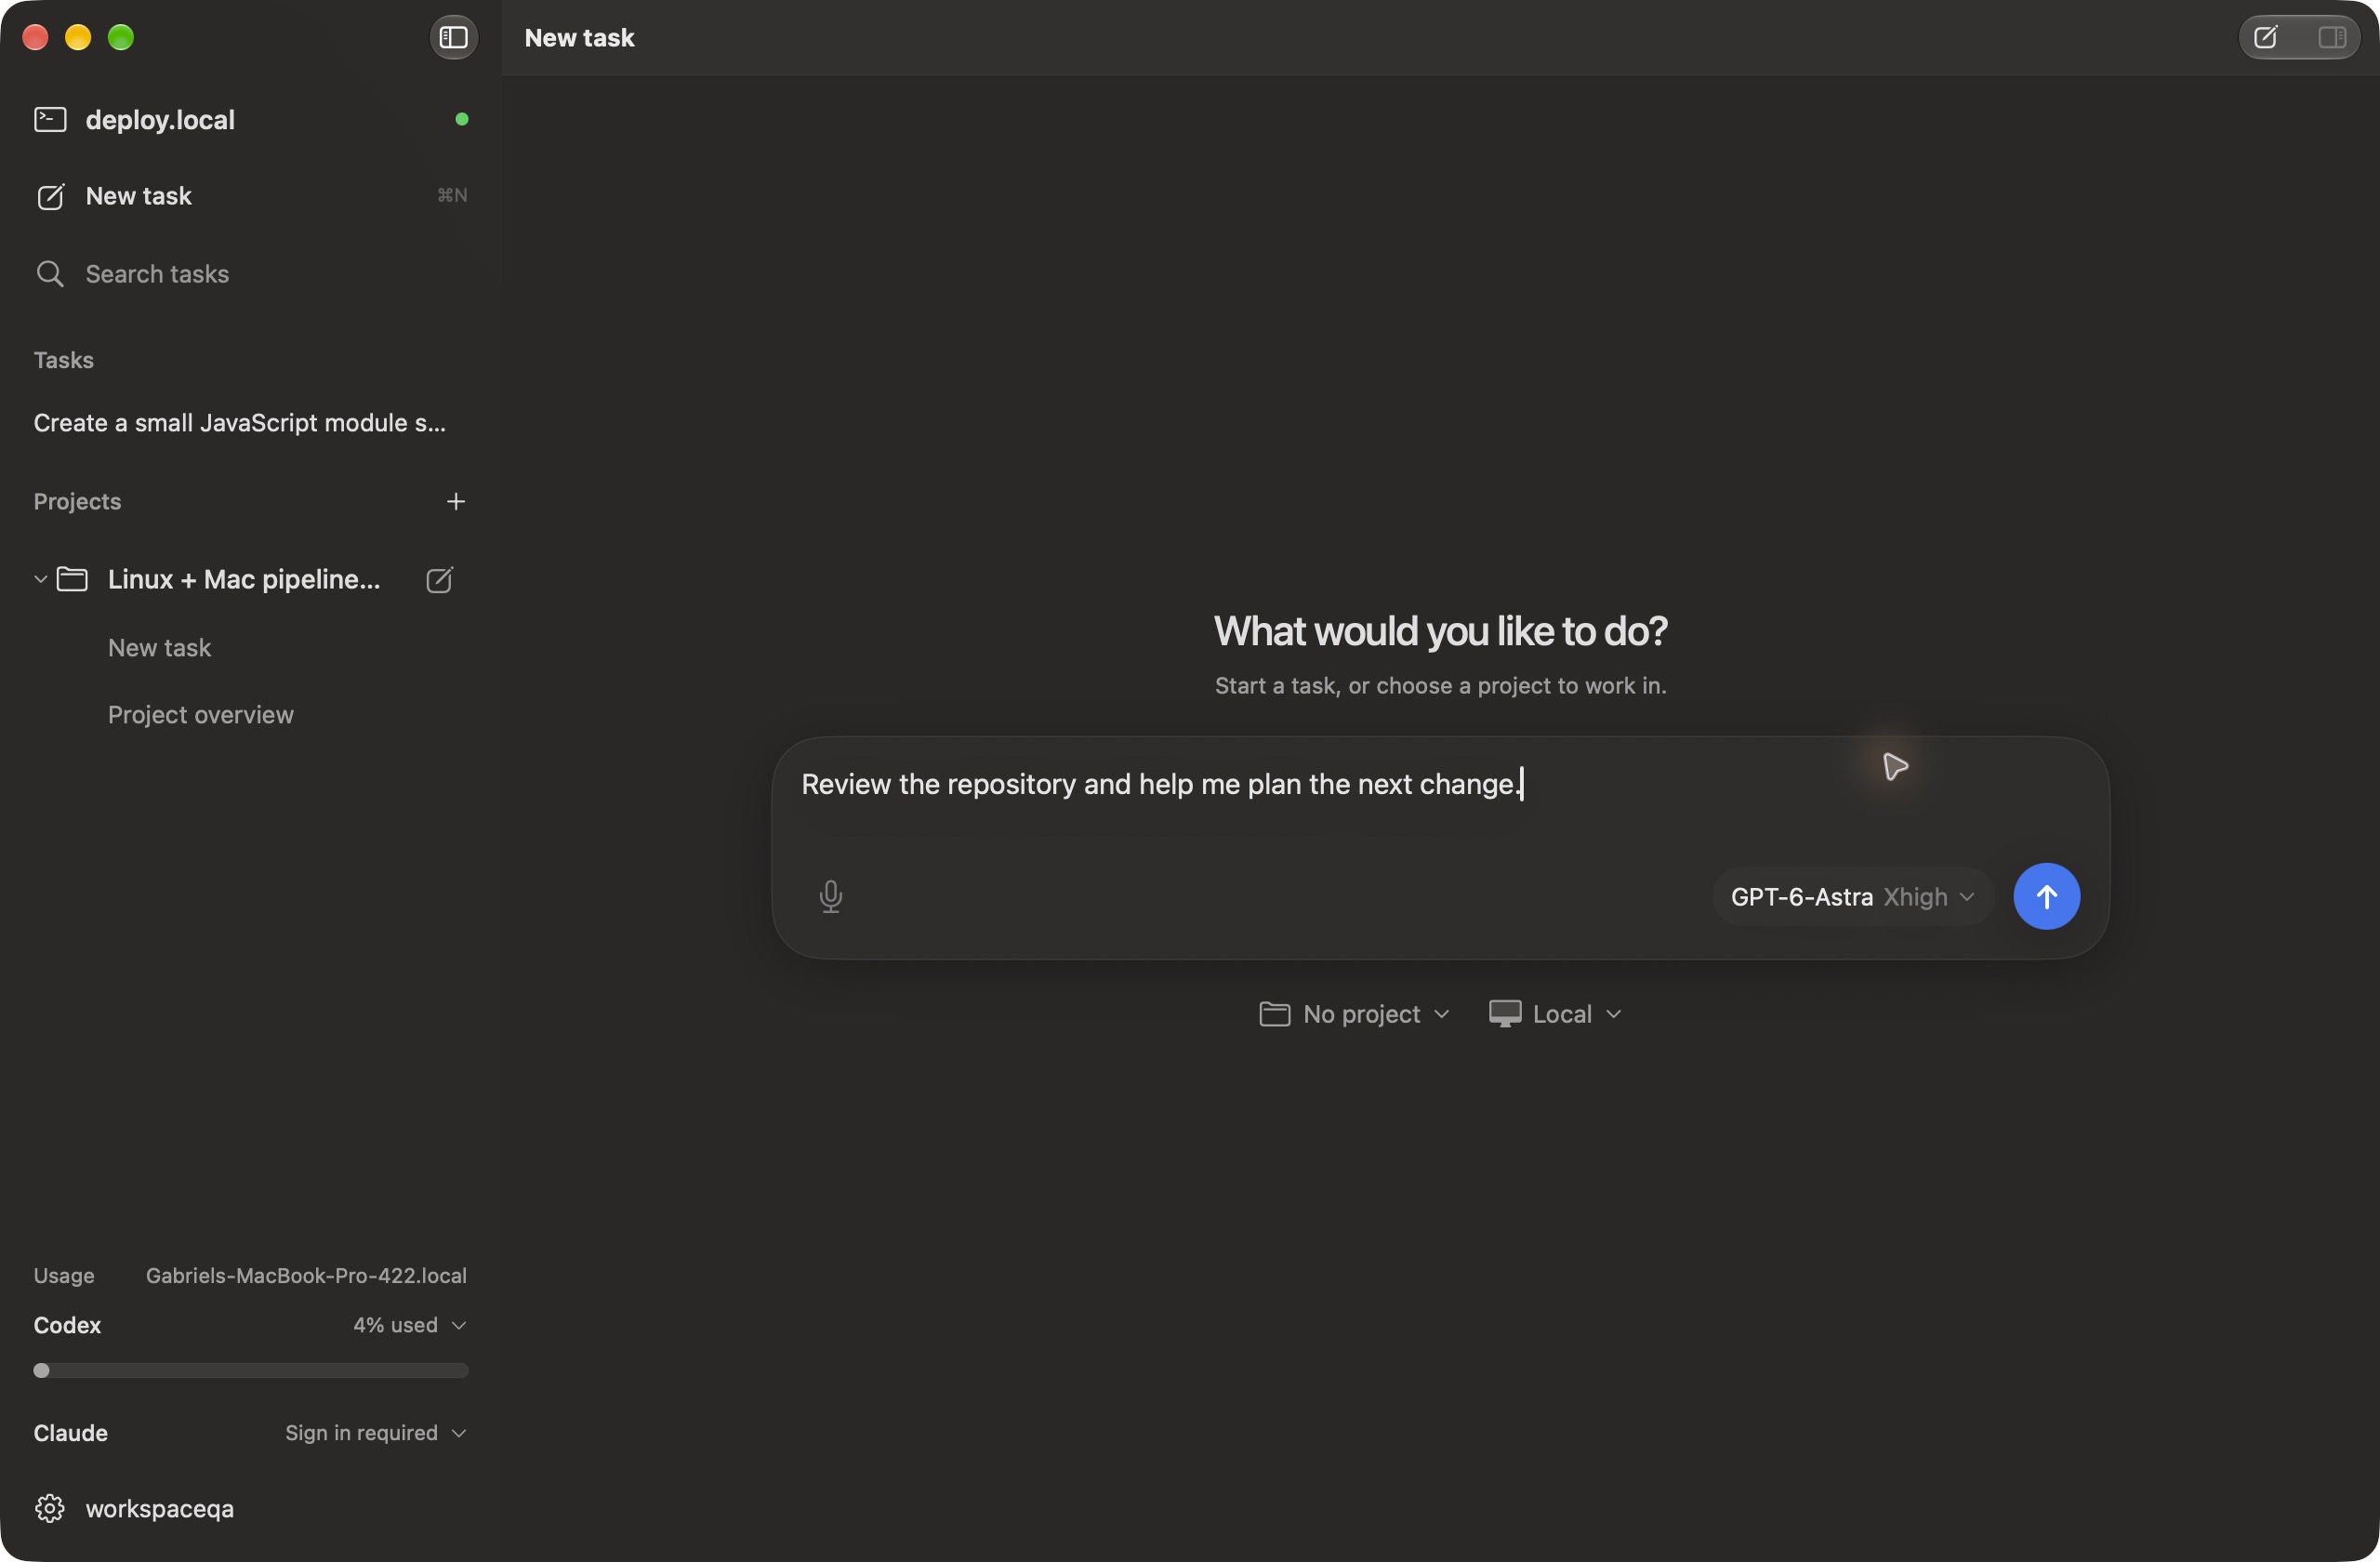 New task
deploy.local
New task ⌘N
Search tasks
Tasks
Create a small JavaScript module s...
Projects
Linux + Mac pipeline...
New task
Project overview
What would you like to do?
Start a task, or choose a project to work in.
Review the repository and help me plan the next change.
GPT-6-Astra Xhigh
No project Local
Usage Gabriels-MacBook-Pro-422.local
Codex 4% used
Claude Sign in required
workspaceqa